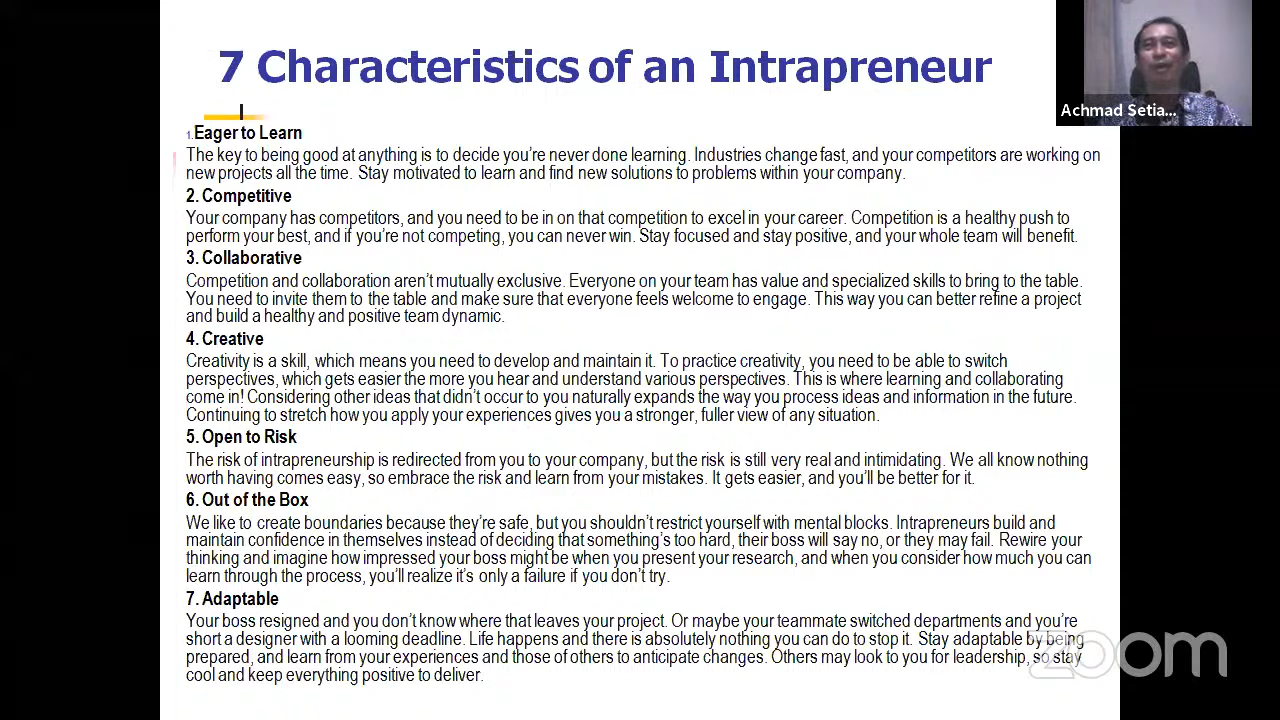 7 Characteristics of an Intrapreneur
Achmad Setia...
1.Eager to Learn
The key to being good at anything is to decide you're never done learning. Industries change fast, and your competitors are working on
new projects all the time. Stay motivated to learn and find new solutions to problems within your company.
2. Competitive
Your company has competitors, and you need to be in on that competition to excel in your career. Competition is a healthy push to
perform your best, and if you're not competing, you can never win. Stay focused and stay positive, and your whole team will benefit.
3. Collaborative
Competition and collaboration aren't mutually exclusive. Everyone on your team has value and specialized skills to bring to the table.
You need to invite them to the table and make sure that everyone feels welcome to engage. This way you can better refine a project
and build a healthy and positive team dynamic.
4. Creative
Creativity is a skill, which means you need to develop and maintain it. To practice creativity, you need to be able to switch
perspectives, which gets easier the more you hear and understand various perspectives. This is where learning and collaborating
come in! Considering other ideas that didn't occur to you naturally expands the way you process ideas and information in the future.
Continuing to stretch how you apply your experiences gives you a stronger, fuller view of any situation.
5. Open to Risk
The risk of intrapreneurship is redirected from you to your company, but the risk is still very real and intimidating. We all know nothing
worth having comes easy, so embrace the risk and learn from your mistakes. It gets easier, and you'll be better for it.
6. Out of the Box
We like to create boundaries because they're safe, but you shouldn't restrict yourself with mental blocks. Intrapreneurs build and
maintain confidence in themselves instead of deciding that something's too hard, their boss will say no, or they may fail. Rewire your
thinking and imagine how impressed your boss might be when you present your research, and when you consider how much you can
learn through the process, you'll realize it's only a failure if you don't try.
7. Adaptable
Your boss resigned and you don't know where that leaves your project. Or maybe your teammate switched departments and you're
short a designer with a looming deadline. Life happens and there is absolutely nothing you can do to stop it. Stay adaptable by being
prepared, and learn from your experiences and those of others to anticipate changes. Others may look to you for leadership, so stay
cool and keep everything positive to deliver.
zoom